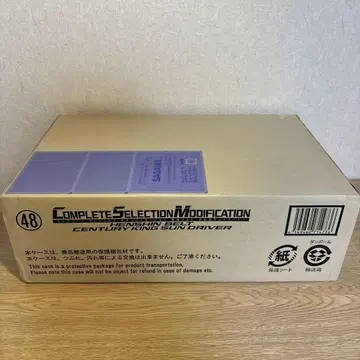 SAGAWA
48
COMPLETE SELECTION MODIFICATION
HENSHIN BELT
CENTURY KING SUN DRIVER
本ケースは、商品輸送用の保護梱包材です。
本ケースは、つぶれ、汚れ等による交換は出来ません。ご了承ください。
This case is a protective package for product transportation.
Please note this case will not be object for refund in case of damage etc.
紙
保護シート
ダンボール
輸送箱